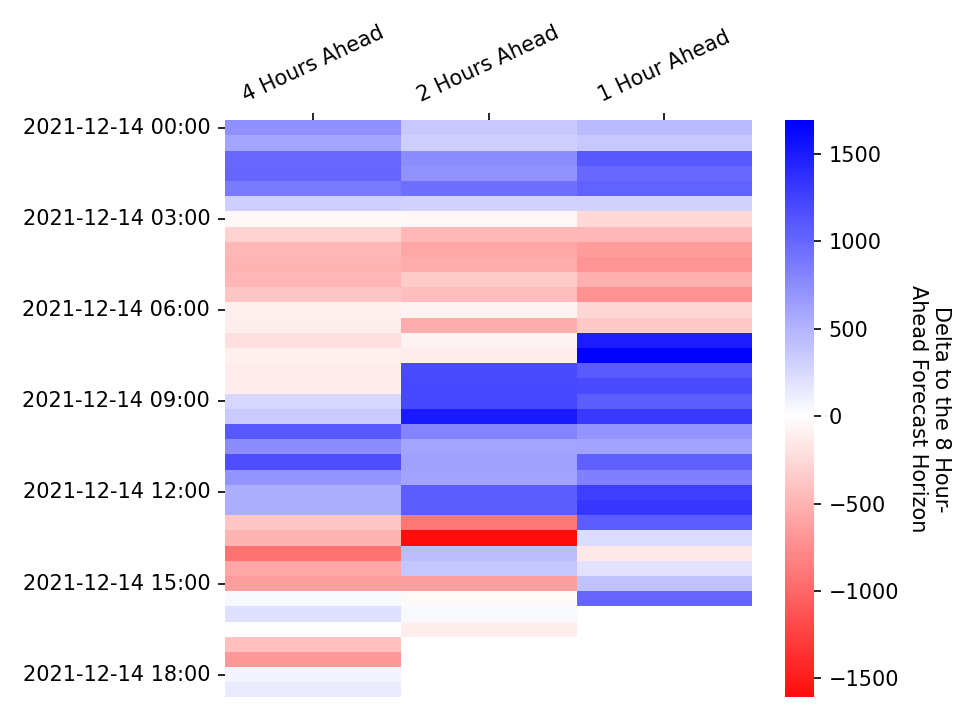 4 Hours Ahead
2 Hours Ahead
1 Hour Ahead
2021-12-14 00:00
2021-12-14 03:00
2021-12-14 06:00
2021-12-14 09:00
2021-12-14 12:00
2021-12-14 15:00
2021-12-14 18:00
1500
1000
500
0
−500
−1000
−1500
Delta to the 8 Hour-
Ahead Forecast Horizon